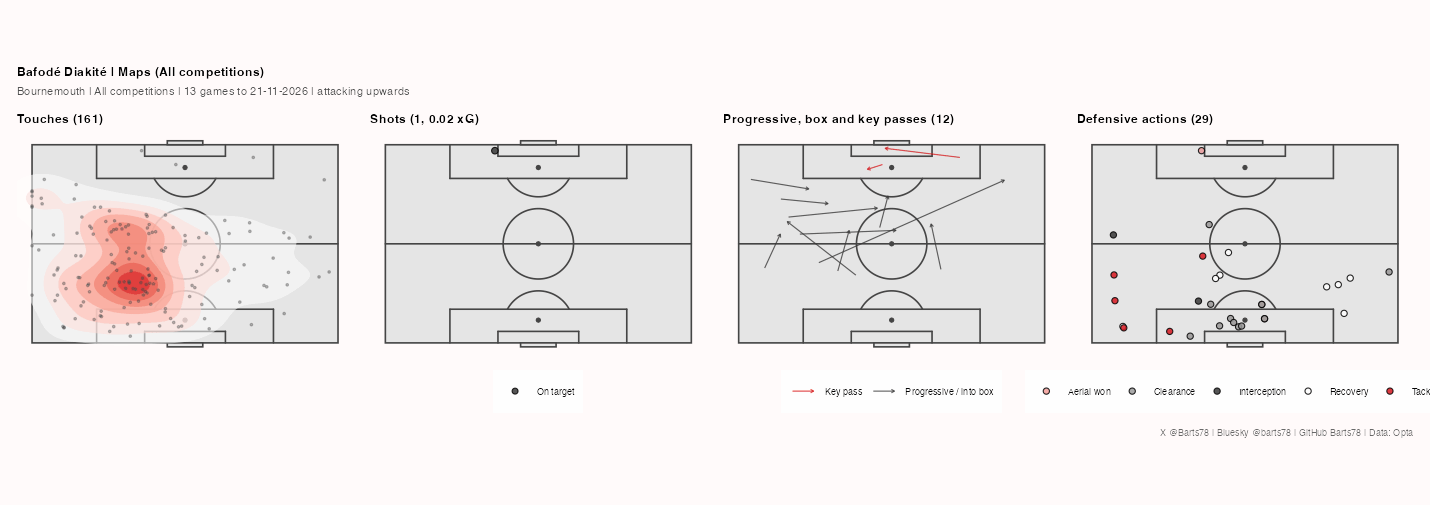 Bafodé Diakité | Maps (All competitions)
Bournemouth | All competitions | 13 games to 21-11-2026 | attacking upwards
Touches (161)
Shots (1, 0.02 xG)
Progressive, box and key passes (12)
Defensive actions (29)
On target
Key pass
Progressive / into box
Aerial won
Clearance
Interception
Recovery
Tack
X @Barts78 | Bluesky @barts78 | GitHub Barts78 | Data: Opta